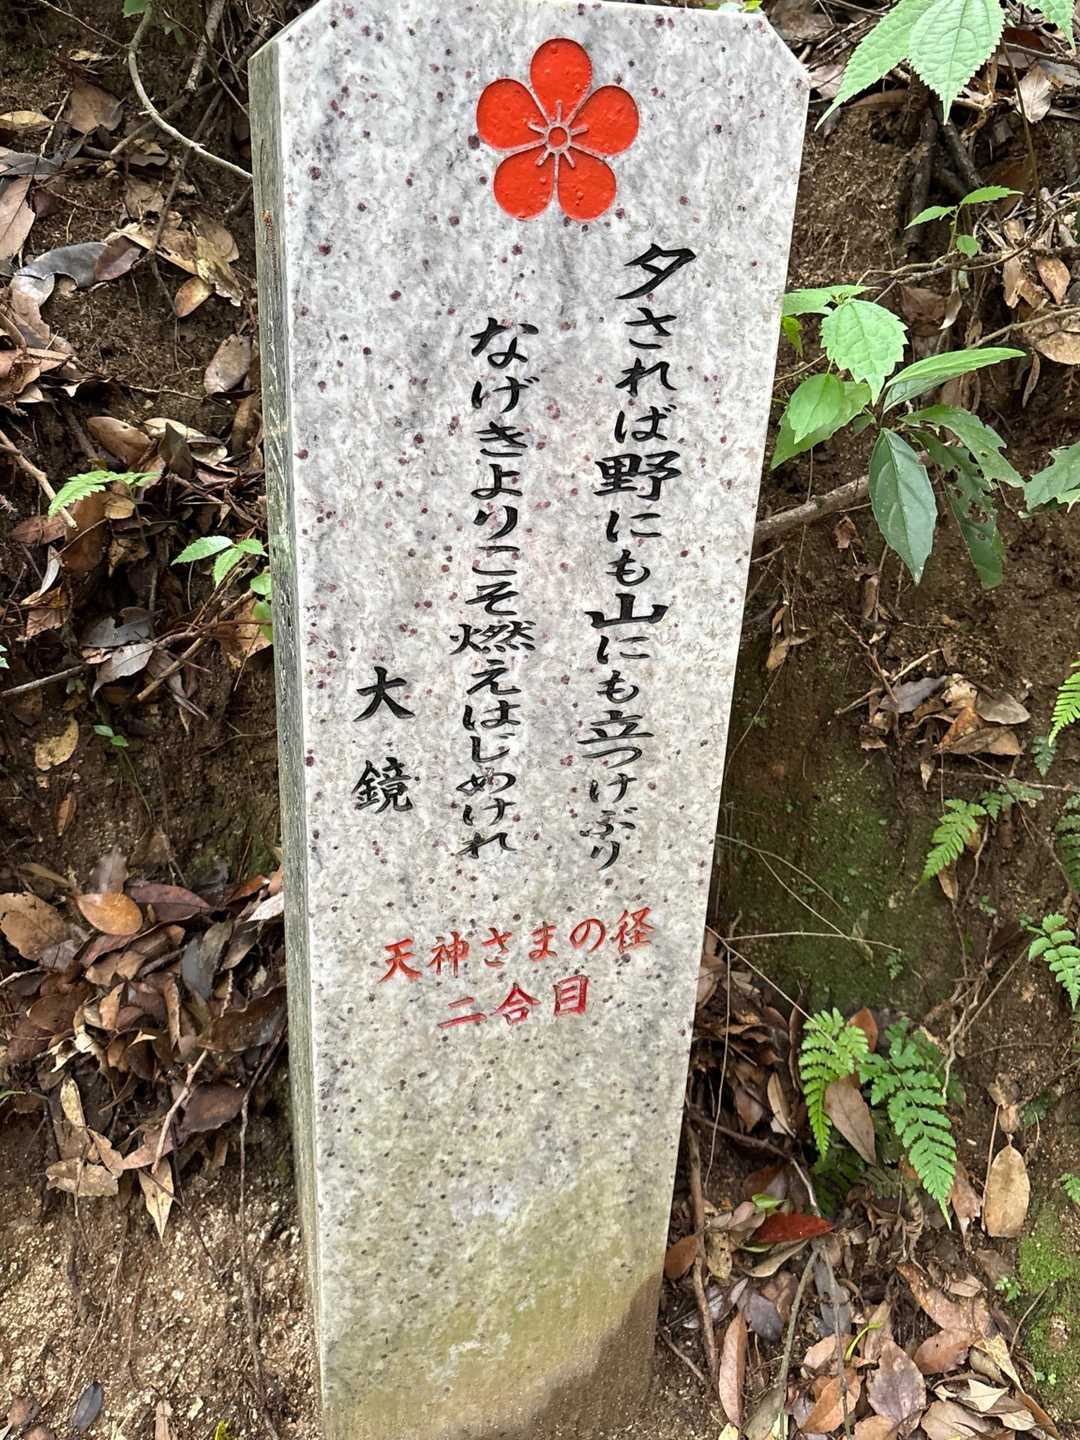 夕されば野にも山にも立つけぶり
なげきよりこそ燃えはじめけれ
大鏡
天神さまの径
二合目